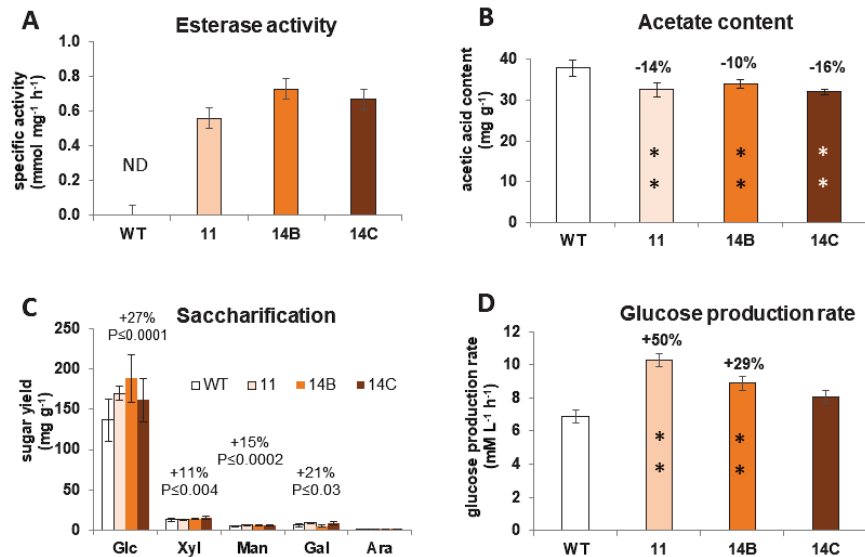 A
Esterase activity
specific activity
(mmol mg⁻¹ h⁻¹)
1.0
0.8
0.6
0.4
0.2
0.0
ND
WT 11 14B 14C
B
Acetate content
acetic acid content
(mg g⁻¹)
40
30
20
10
0
-14% -10% -16%
* * *
* * *
WT 11 14B 14C
C
Saccharification
sugar yield
(mg g⁻¹)
250
200
150
100
50
0
+27%
P≤0.0001
WT 11 14B 14C
+11%
P≤0.004
+15%
P≤0.0002
+21%
P≤0.03
Glc Xyl Man Gal Ara
D
Glucose production rate
glucose production rate
(mM L⁻¹ h⁻¹)
12
10
8
6
4
2
0
+50%
+29%
* *
* *
WT 11 14B 14C